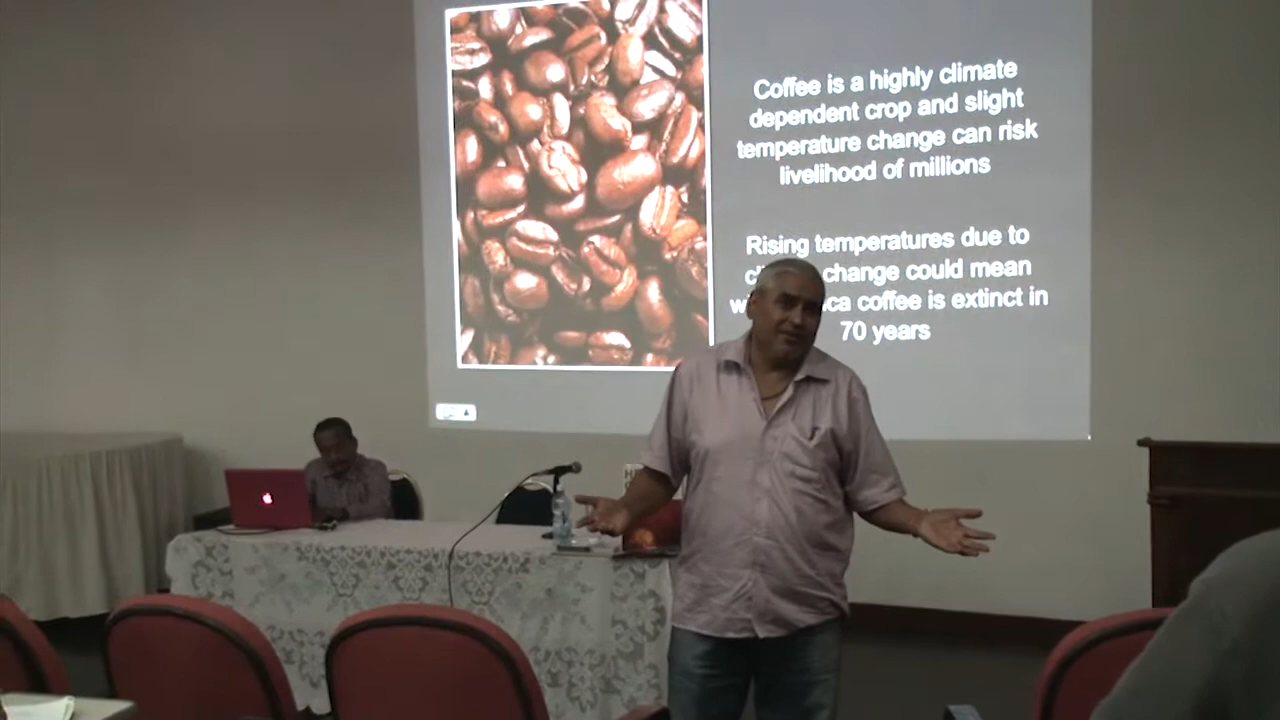 Coffee is a highly climate
dependent crop and slight
temperature change can risk
livelihood of millions
Rising temperatures due to
change could mean
coffee is extinct in
70 years